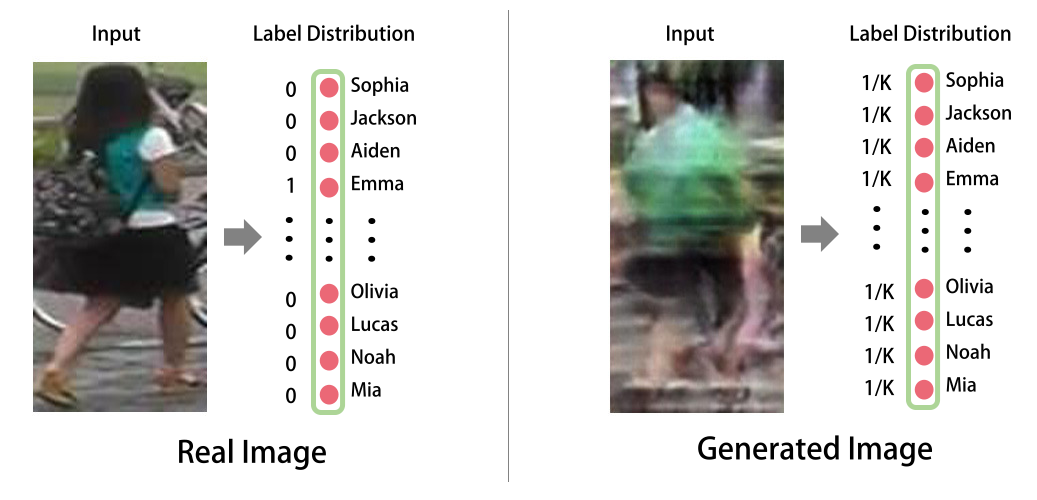 Input
Label Distribution
0 Sophia
0 Jackson
0 Aiden
1 Emma
0 Olivia
0 Lucas
0 Noah
0 Mia
Real Image
Input
Label Distribution
1/K Sophia
1/K Jackson
1/K Aiden
1/K Emma
1/K Olivia
1/K Lucas
1/K Noah
1/K Mia
Generated Image